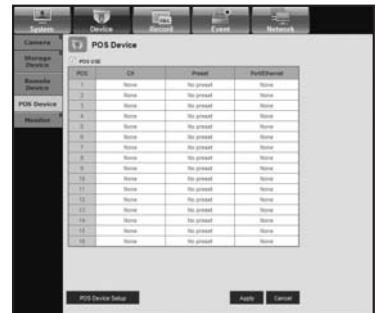 System Device Record Event Network
Camera
Storage Device
Remote Device
POS Device
Monitor
POS Device
POS USE
POS CH Preset Port/Ethernet
1 None No preset None
2 None No preset None
3 None No preset None
4 None No preset None
5 None No preset None
6 None No preset None
7 None No preset None
8 None No preset None
9 None No preset None
10 None No preset None
11 None No preset None
12 None No preset None
13 None No preset None
14 None No preset None
15 None No preset None
16 None No preset None
POS Device Setup Apply Cancel